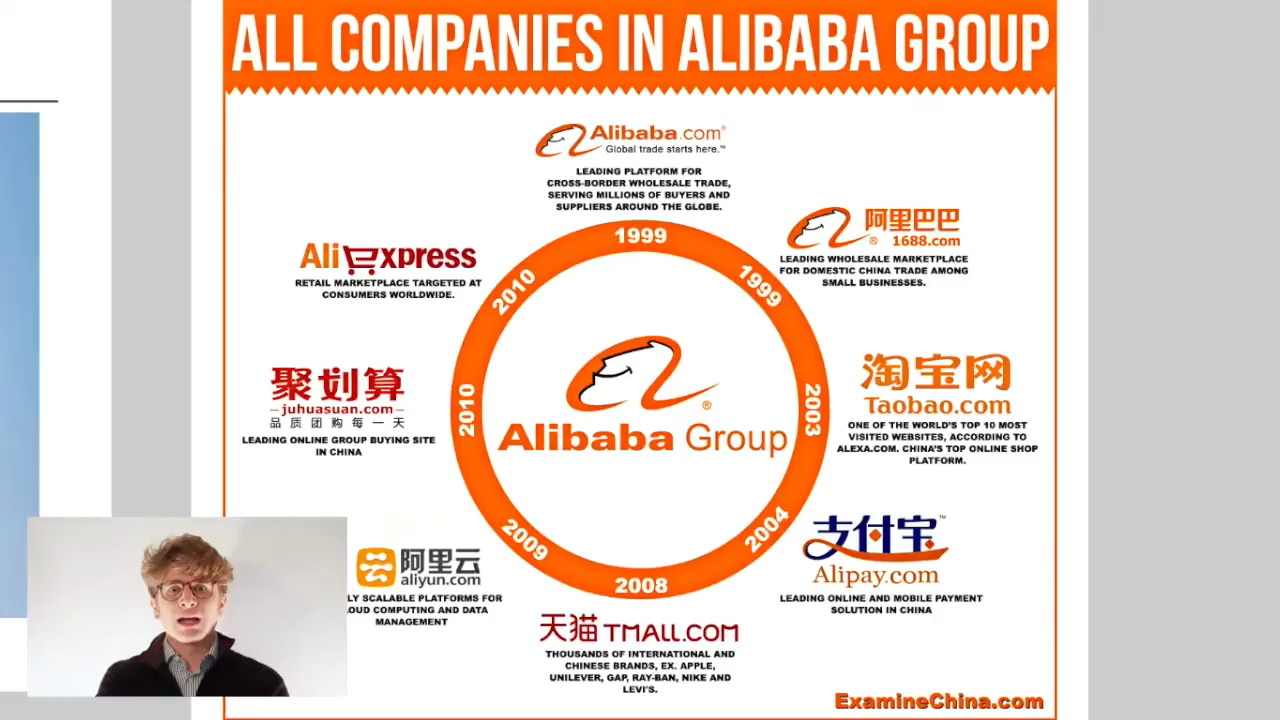 ALL COMPANIES IN ALIBABA GROUP
Alibaba.com®
Global trade starts here.™
LEADING PLATFORM FOR
CROSS-BORDER WHOLESALE TRADE,
SERVING MILLIONS OF BUYERS AND
SUPPLIERS AROUND THE GLOBE.
1999
阿里巴巴
® 1688.com
LEADING WHOLESALE MARKETPLACE
FOR DOMESTIC CHINA TRADE AMONG
SMALL BUSINESSES.
1999
淘宝网
Taobao.com
ONE OF THE WORLD'S TOP 10 MOST
VISITED WEBSITES, ACCORDING TO
ALEXA.COM. CHINA'S TOP ONLINE SHOP
PLATFORM.
2003
支付宝™
Alipay.com
LEADING ONLINE AND MOBILE PAYMENT
SOLUTION IN CHINA
2004
天猫 TMALL.COM
THOUSANDS OF INTERNATIONAL AND
CHINESE BRANDS, EX. APPLE,
UNILEVER, GAP, RAY-BAN, NIKE AND
LEVI'S.
2008
阿里云
aliyun.com
SCALABLE PLATFORMS FOR
COMPUTING AND DATA
MANAGEMENT
2009
聚划算
juhuasuan.com
品质团购每一天
LEADING ONLINE GROUP BUYING SITE
IN CHINA
2010
AliExpress
RETAIL MARKETPLACE TARGETED AT
CONSUMERS WORLDWIDE.
2010
®
Alibaba Group
ExamineChina.com